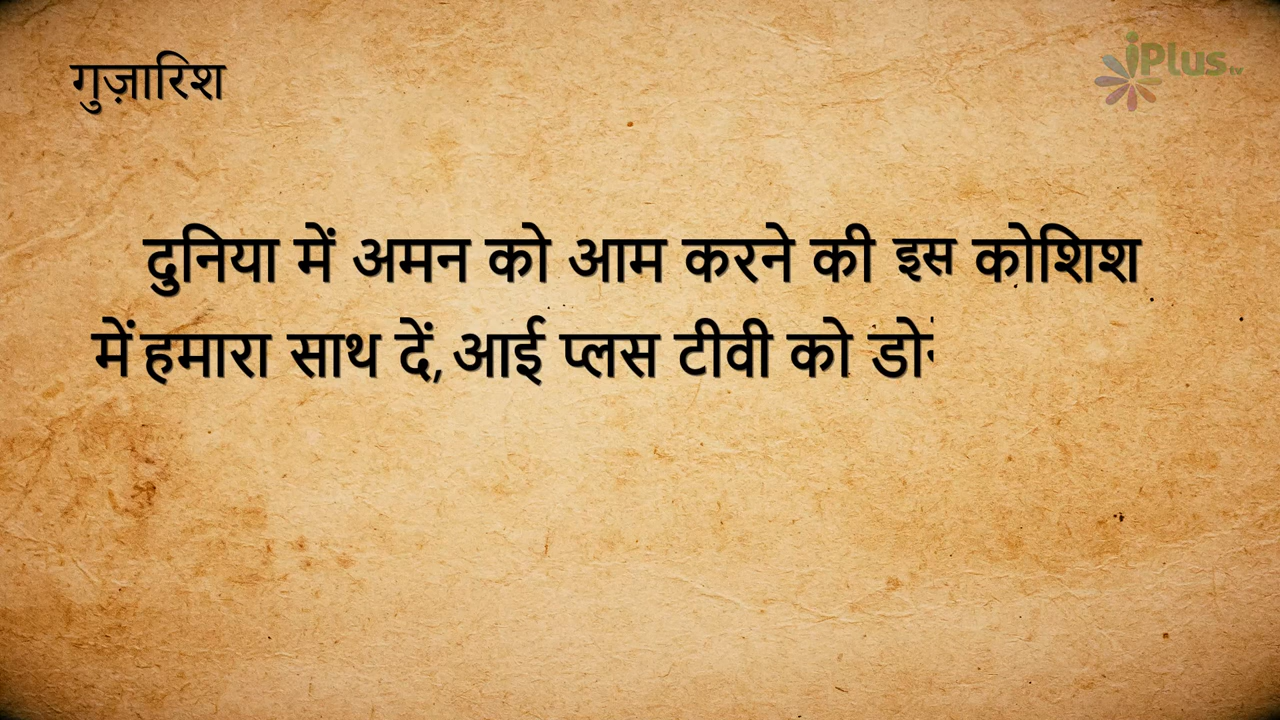 गुज़ारिश
iPlus tv
दुनिया में अमन को आम करने की इस कोशिश
में हमारा साथ दें, आई प्लस टीवी को